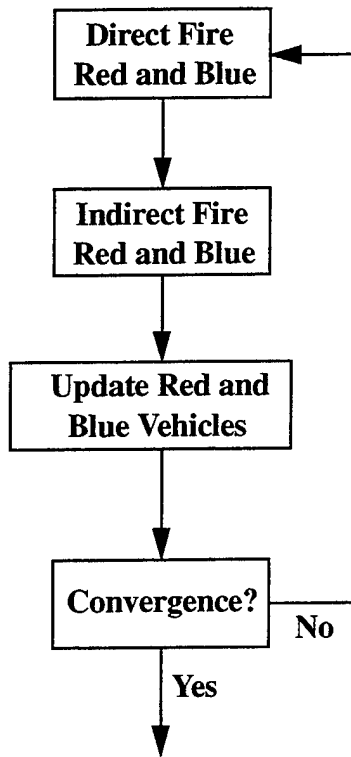 Direct Fire
Red and Blue
Indirect Fire
Red and Blue
Update Red and
Blue Vehicles
Convergence?
No
Yes